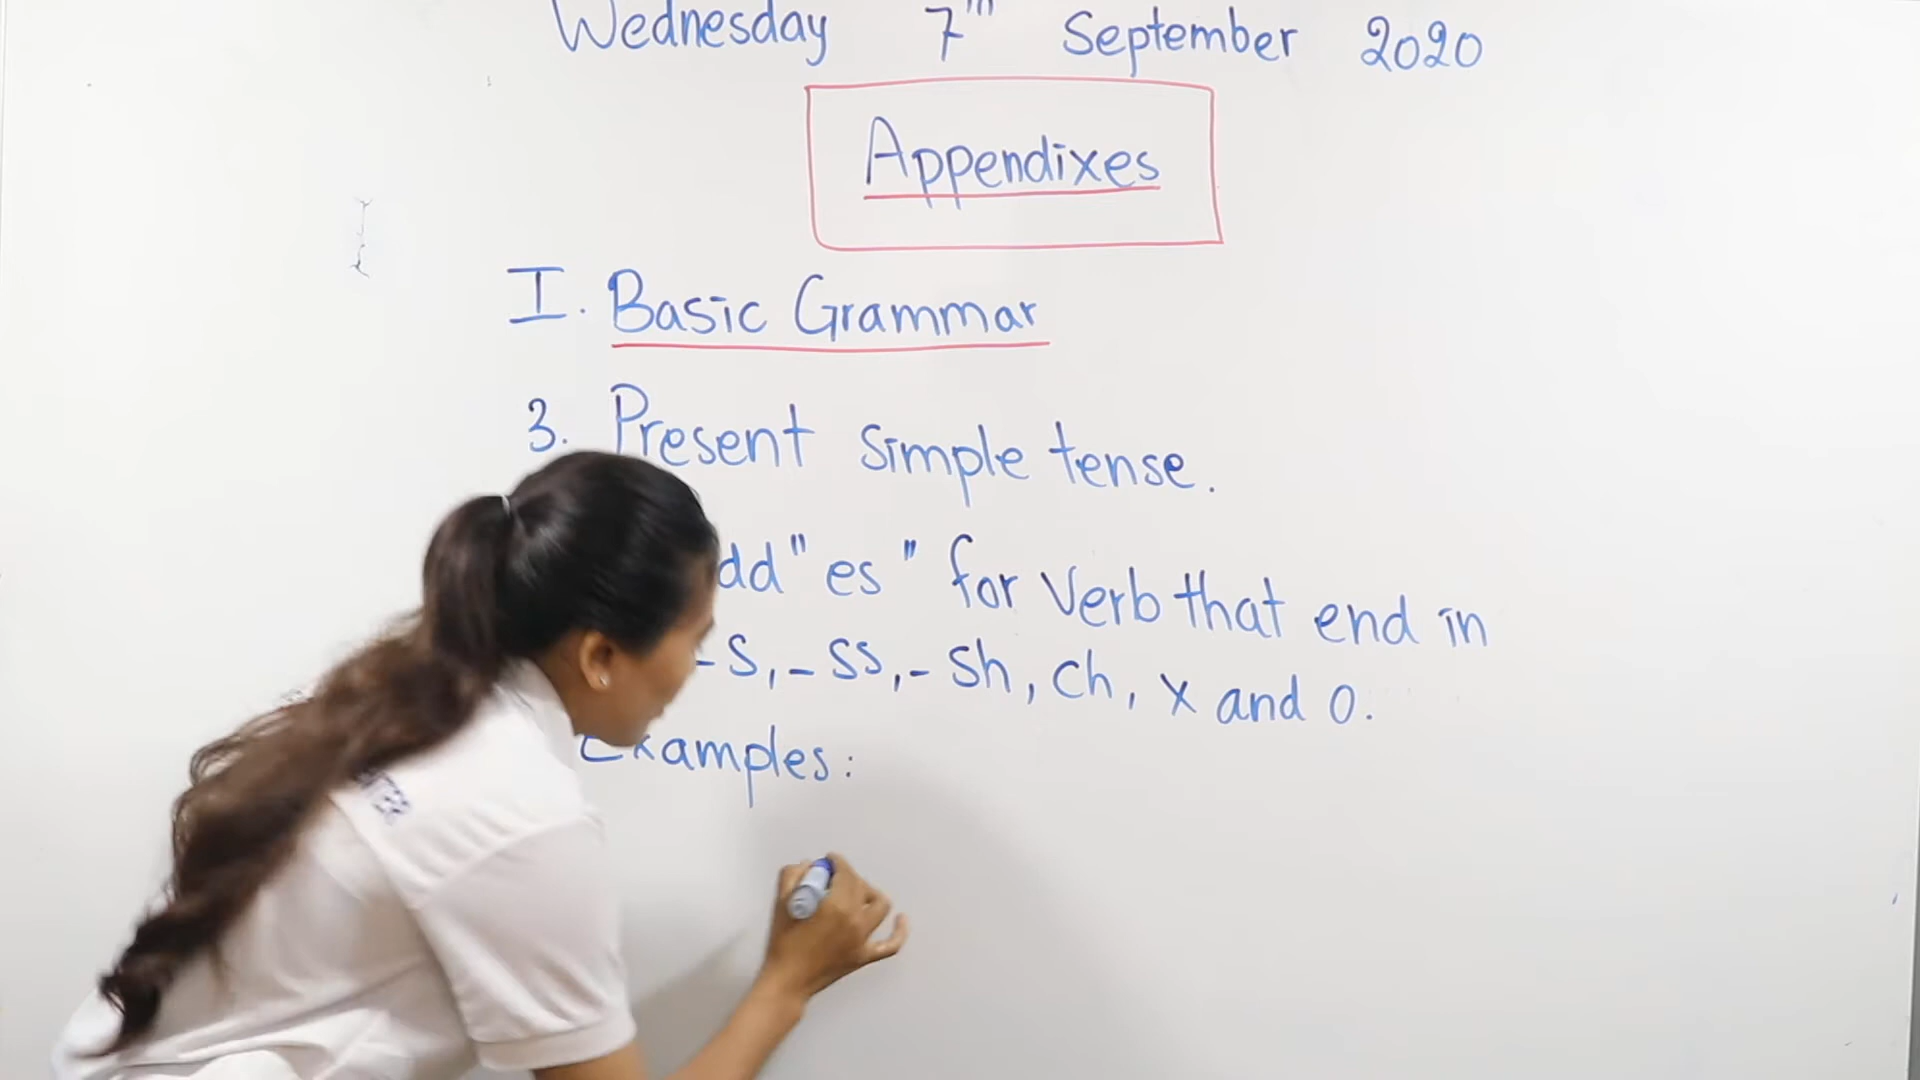 Wednesday 7th September 2020
Appendixes
I. Basic Grammar
3. Present simple tense.
dd "es" for Verb that end in
-s, -ss, -sh, ch, x and o.
Examples: